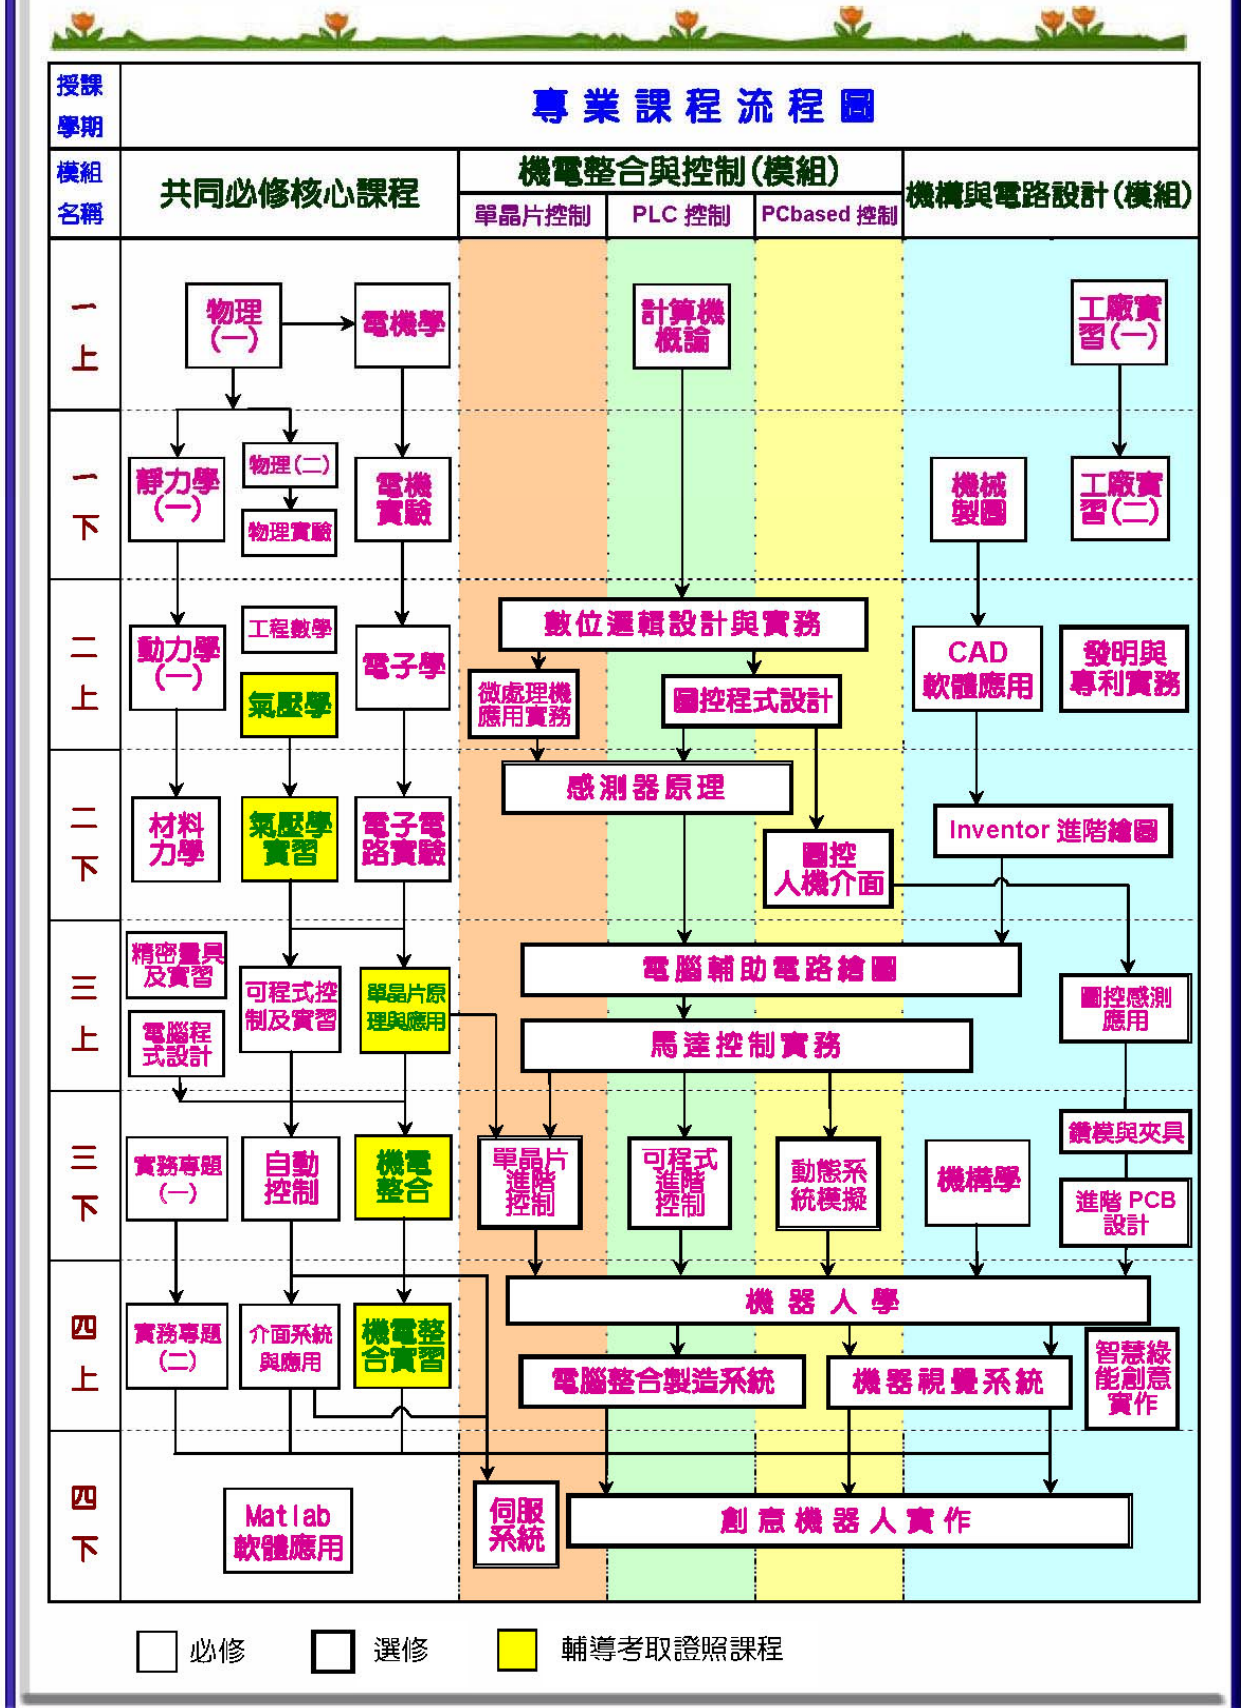 授課
學期
專業課程流程圖
模組
名稱
共同必修核心課程
機電整合與控制(模組)
單晶片控制
PLC 控制
PCbased 控制
機構與電路設計(模組)
一
上
物理
(一)
電機學
計算機
概論
工廠實
習(一)
一
下
靜力學
(一)
物理(二)
物理實驗
電機
實驗
機械
製圖
工廠實
習(二)
二
上
動力學
(一)
工程數學
氣壓學
電子學
數位邏輯設計與實務
微處理機
應用實務
圖控程式設計
CAD
軟體應用
發明與
專利實務
二
下
材料
力學
氣壓學
實習
電子電
路實驗
感測器原理
圖控
人機介面
Inventor 進階繪圖
三
上
精密量具
及實習
電腦程
式設計
可程式控
制及實習
單晶片原
理與應用
電腦輔助電路繪圖
馬達控制實務
圖控感測
應用
三
下
實務專題
(一)
自動
控制
機電
整合
單晶片
進階
控制
可程式
進階
控制
動態系
統模擬
機構學
鑽模與夾具
進階 PCB
設計
四
上
實務專題
(二)
介面系統
與應用
機電整
合實習
機器人學
電腦整合製造系統
機器視覺系統
智慧綠
能創意
實作
四
下
Matlab
軟體應用
伺服
系統
創意機器人實作
必修
選修
輔導考取證照課程